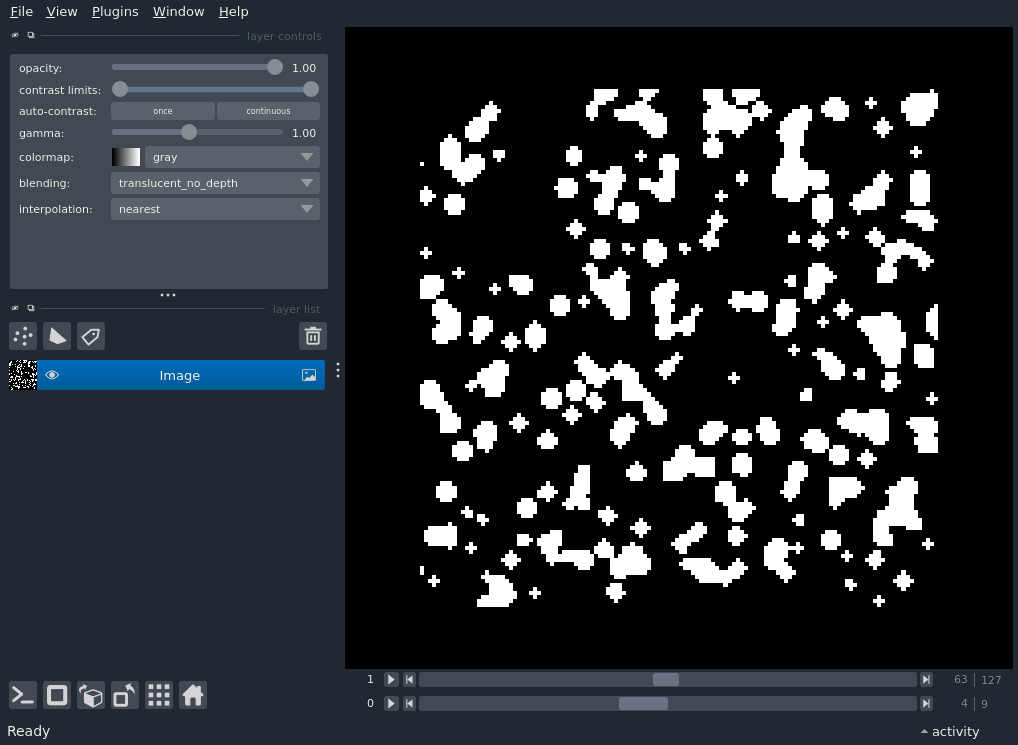 File View Plugins Window Help
layer controls
opacity: 1.00
contrast limits:
auto-contrast: once continuous
gamma: 1.00
colormap: gray
blending: translucent_no_depth
interpolation: nearest
layer list
Image
1 63 127
0 4 9
Ready activity